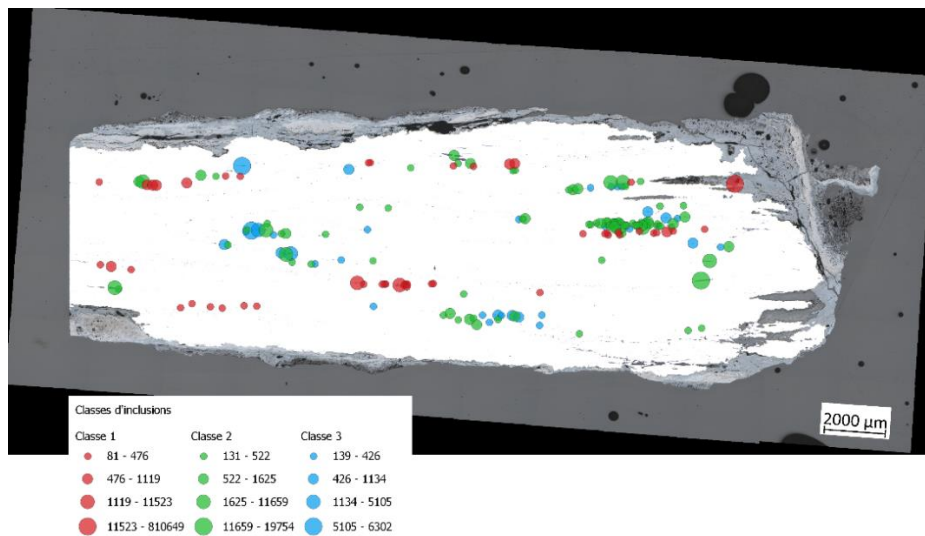 2000 µm
Classes d'inclusions
Classe 1 Classe 2 Classe 3
81 - 476 131 - 522 139 - 426
476 - 1119 522 - 1625 426 - 1134
1119 - 11523 1625 - 11659 1134 - 5105
11523 - 810649 11659 - 19754 5105 - 6302